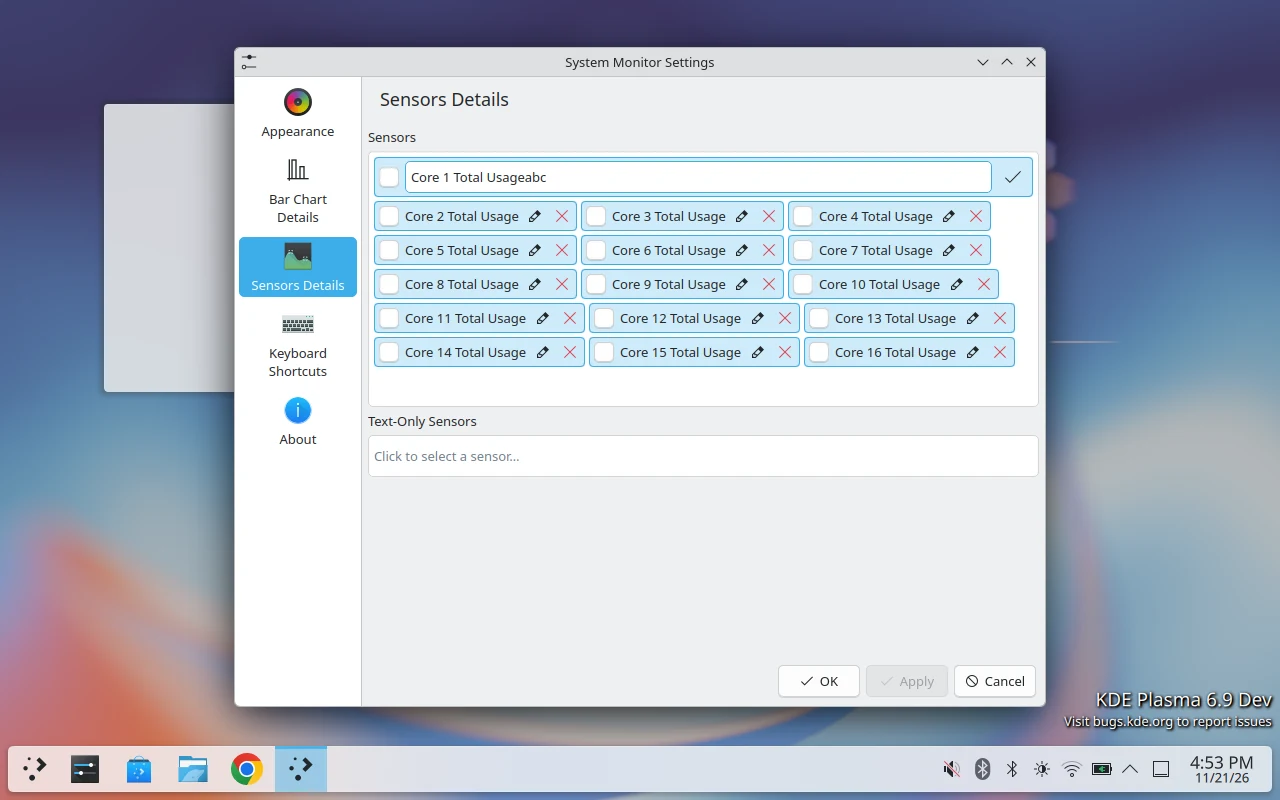 System Monitor Settings
Appearance
Bar Chart
Details
Sensors Details
Keyboard
Shortcuts
About
Sensors Details
Sensors
Core 1 Total Usageabc
Core 2 Total Usage Core 3 Total Usage Core 4 Total Usage
Core 5 Total Usage Core 6 Total Usage Core 7 Total Usage
Core 8 Total Usage Core 9 Total Usage Core 10 Total Usage
Core 11 Total Usage Core 12 Total Usage Core 13 Total Usage
Core 14 Total Usage Core 15 Total Usage Core 16 Total Usage
Text-Only Sensors
Click to select a sensor...
OK Apply Cancel
KDE Plasma 6.9 Dev
Visit bugs.kde.org to report issues
4:53 PM
11/21/26